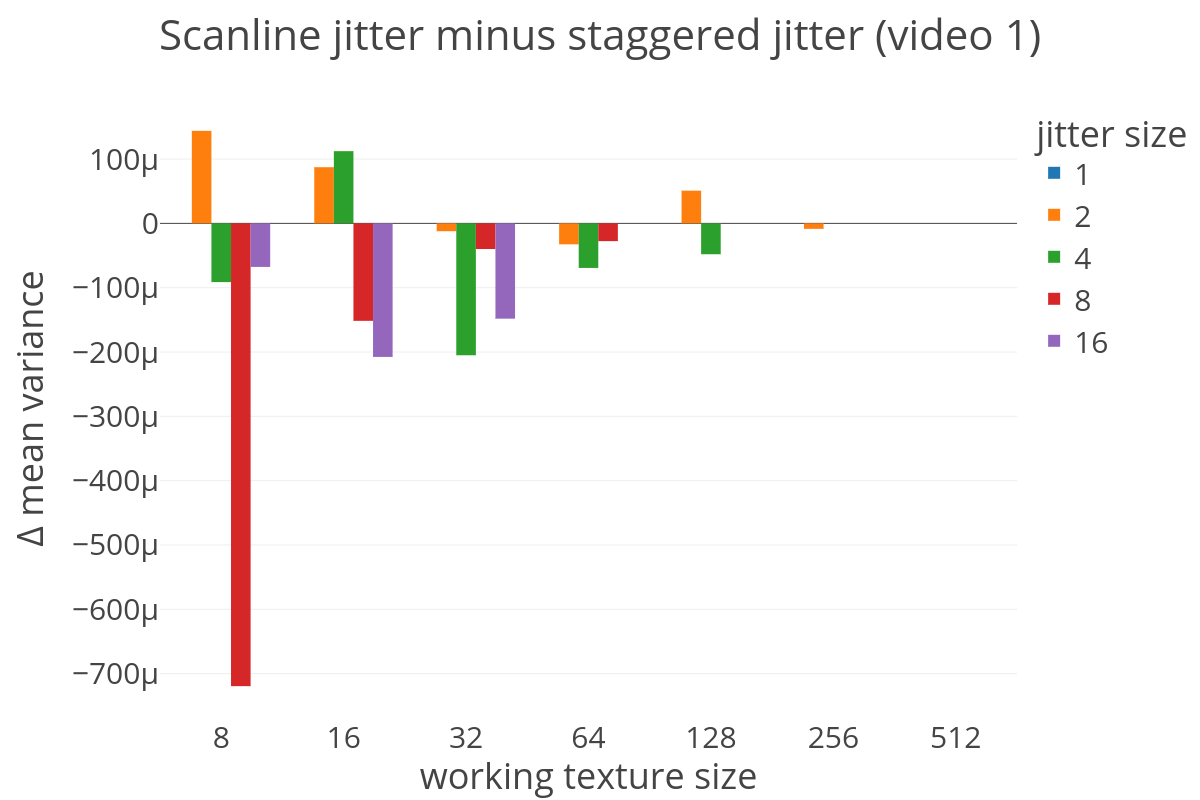 Scanline jitter minus staggered jitter (video 1)
jitter size
1
2
4
8
16
Δ mean variance
100μ
0
−100μ
−200μ
−300μ
−400μ
−500μ
−600μ
−700μ
8 16 32 64 128 256 512
working texture size